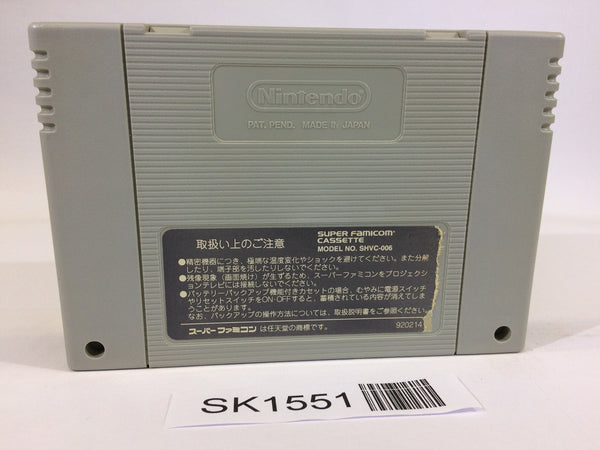 Nintendo
PAT. PEND. MADE IN JAPAN
取扱い上のご注意
SUPER FAMICOM
CASSETTE
MODEL NO. SHVC-006
●精密機器につき、極端な温度変化やショックを避けてください。また分解
したり、端子部を汚したりしないでください。
●残像現象（画面焼け）が生ずるため、スーパーファミコンをプロジェクシ
ョンテレビには接続しないでください。
●バッテリーバックアップ機能付きカセットの場合、むやみに電源スイッチ
やリセットスイッチをON・OFFすると、蓄積されている内容が消えてしま
うことがあります。
なお、バックアップの操作方法については、取扱説明書をご参照ください
スーパーファミコン は任天堂の商標です。
920214
SK1551